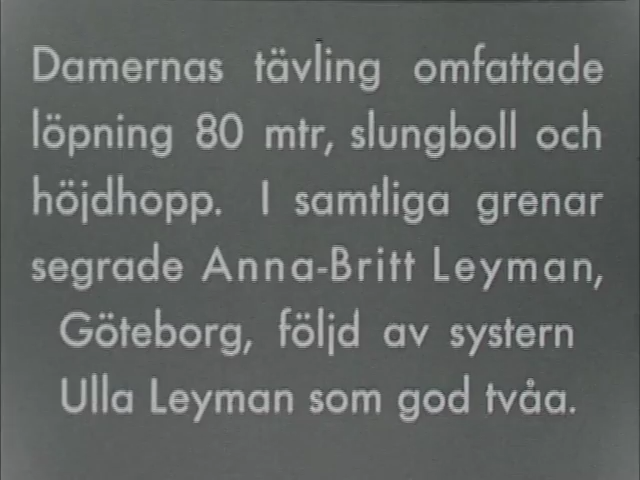 Damernas tävling omfattade
löpning 80 mtr, slungboll och
höjdhopp. I samtliga grenar
segrade Anna-Britt Leyman,
Göteborg, följd av systern
Ulla Leyman som god tvåa.